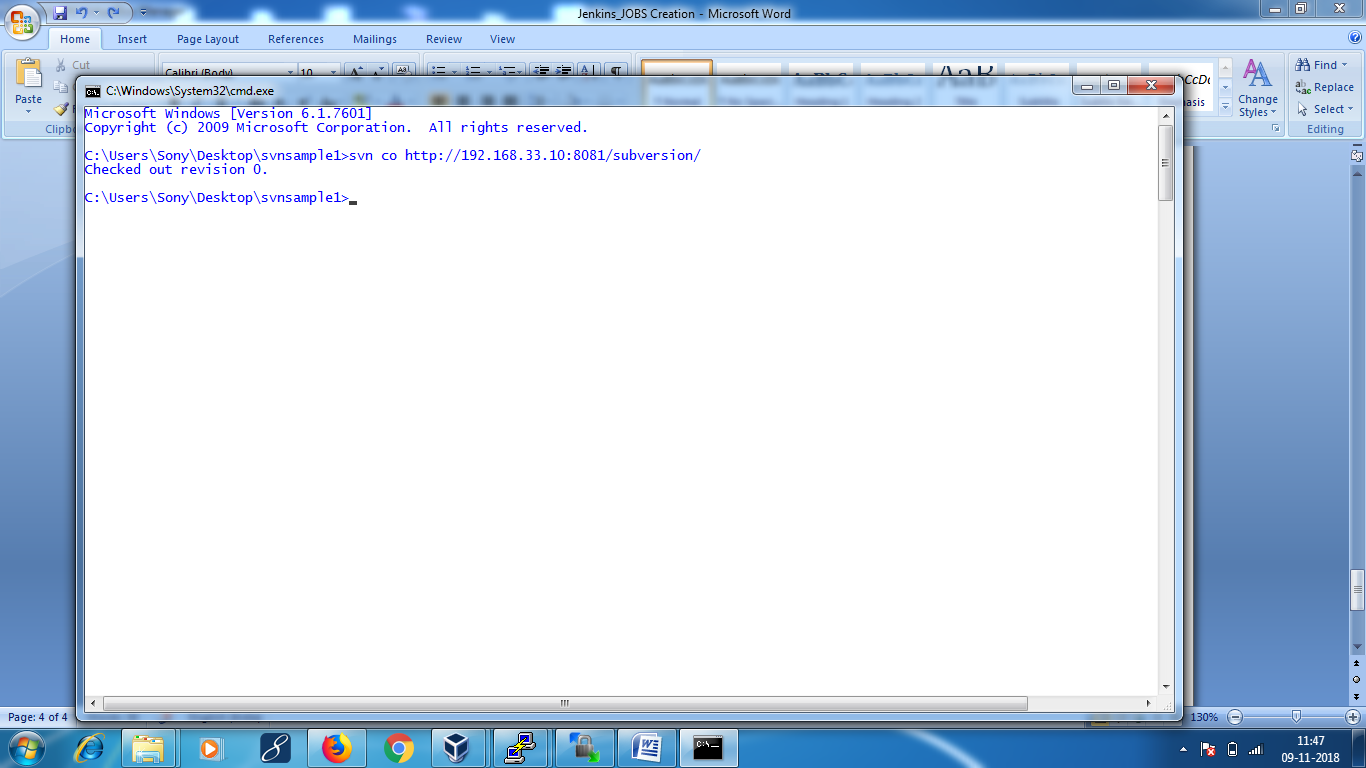 Jenkins_JOBS Creation - Microsoft Word
Home Insert Page Layout References Mailings Review View
Cut
Calibri (Body) 10
Paste
Change Styles
Find
Replace
Select
Editing
C:\Windows\System32\cmd.exe
Microsoft Windows [Version 6.1.7601]
Copyright (c) 2009 Microsoft Corporation.  All rights reserved.
C:\Users\Sony\Desktop\svnsample1>svn co http://192.168.33.10:8081/subversion/
Checked out revision 0.
C:\Users\Sony\Desktop\svnsample1>
Page: 4 of 4
130%
11:47
09-11-2018